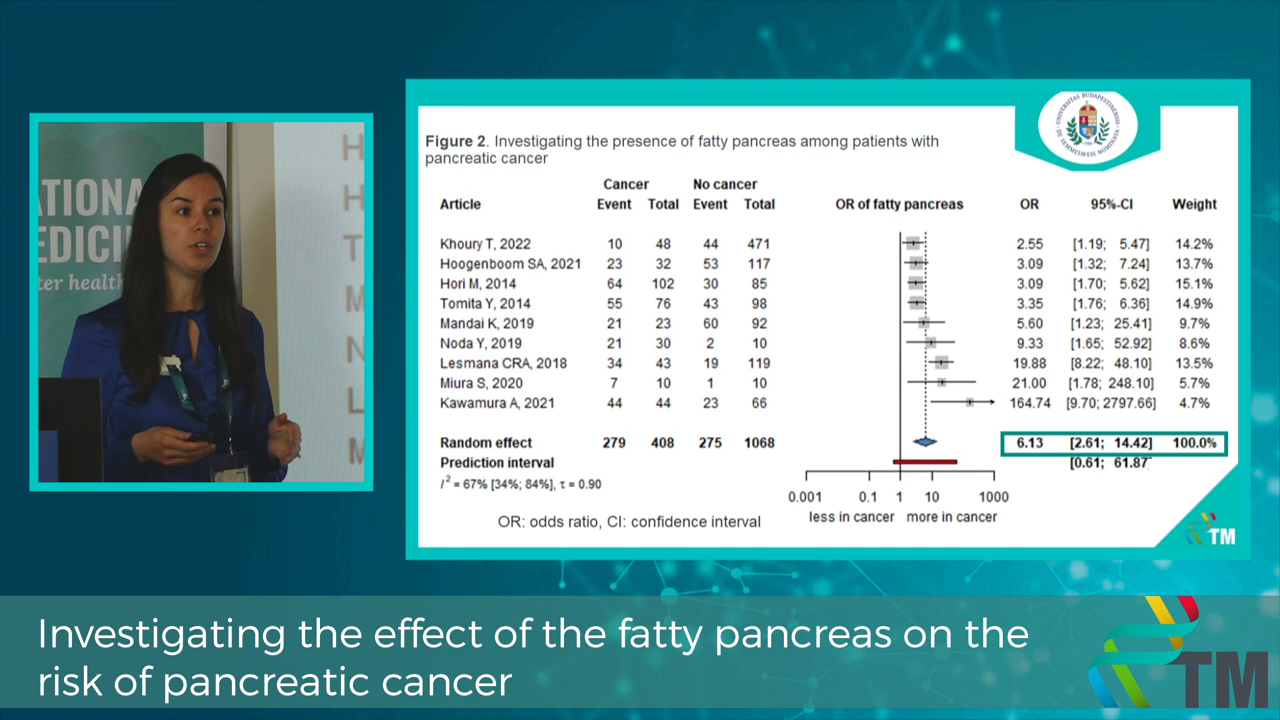 ATIONA
EDICI
ter health
H
H
T
M
N
L
M
UNIVERSITAS BUDAPESTINENSIS DE SEMMELWEIS NOMINATA
Figure 2. Investigating the presence of fatty pancreas among patients with
pancreatic cancer
Cancer No cancer
Article Event Total Event Total OR of fatty pancreas OR 95%-CI Weight
Khoury T, 2022 10 48 44 471 2.55 [1.19; 5.47] 14.2%
Hoogenboom SA, 2021 23 32 53 117 3.09 [1.32; 7.24] 13.7%
Hori M, 2014 64 102 30 85 3.09 [1.70; 5.62] 15.1%
Tomita Y, 2014 55 76 43 98 3.35 [1.76; 6.36] 14.9%
Mandai K, 2019 21 23 60 92 5.60 [1.23; 25.41] 9.7%
Noda Y, 2019 21 30 2 10 9.33 [1.65; 52.92] 8.6%
Lesmana CRA, 2018 34 43 19 119 19.88 [8.22; 48.10] 13.5%
Miura S, 2020 7 10 1 10 21.00 [1.78; 248.10] 5.7%
Kawamura A, 2021 44 44 23 66 164.74 [9.70; 2797.66] 4.7%
Random effect 279 408 275 1068 6.13 [2.61; 14.42] 100.0%
Prediction interval [0.61; 61.87
I² = 67% [34%; 84%], τ = 0.90
0.001 0.1 1 10 1000
less in cancer more in cancer
OR: odds ratio, CI: confidence interval
TM
Investigating the effect of the fatty pancreas on the
risk of pancreatic cancer
TM